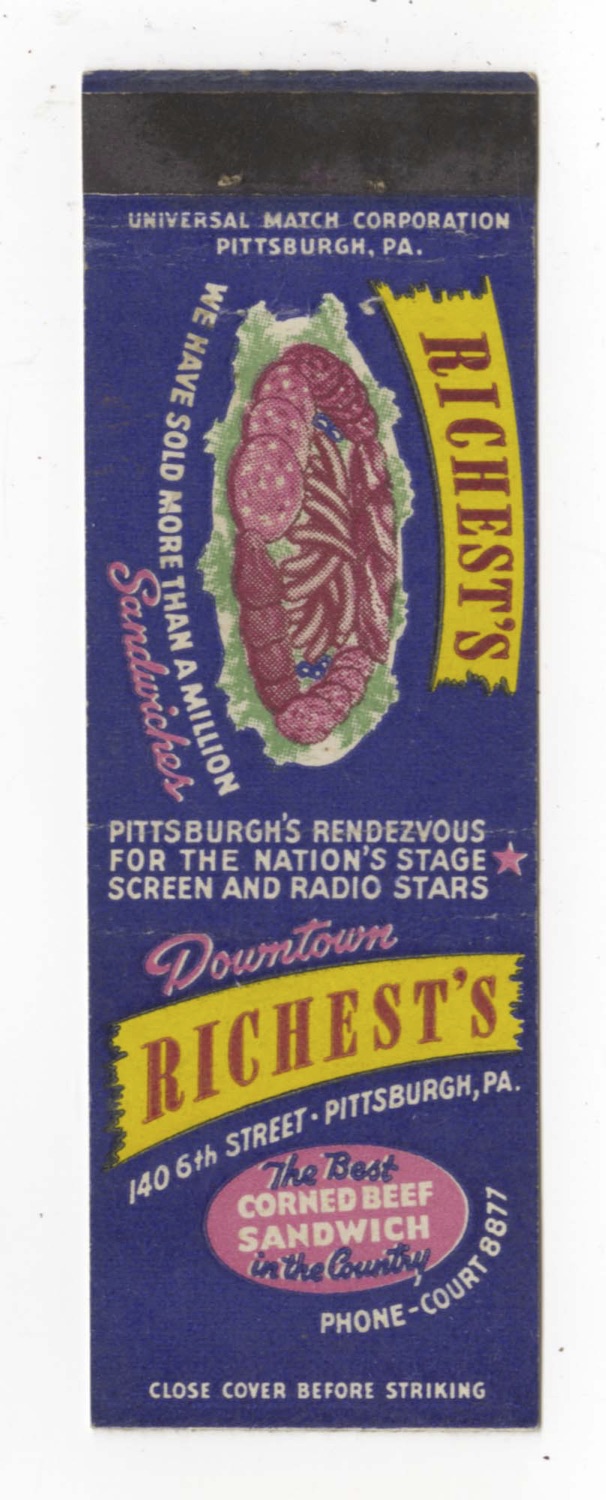 UNIVERSAL MATCH CORPORATION
PITTSBURGH, PA.
RICHEST'S
WE HAVE SOLD MORE THAN A MILLION
Sandwiches
PITTSBURGH'S RENDEZVOUS
FOR THE NATION'S STAGE
SCREEN AND RADIO STARS
Downtown
RICHEST'S
140 6th STREET · PITTSBURGH, PA.
The Best
CORNED BEEF
SANDWICH
in the Country
PHONE-COURT 8877
CLOSE COVER BEFORE STRIKING